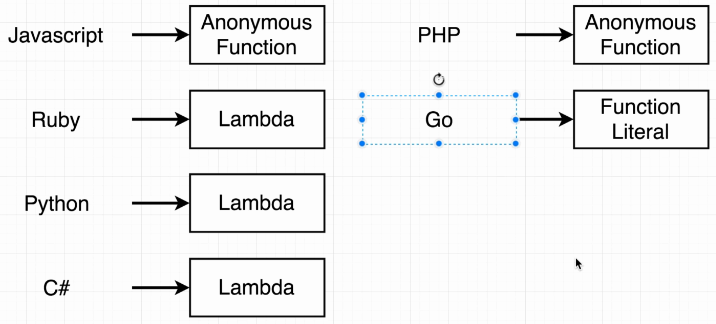 Javascript
Anonymous
Function
PHP
Anonymous
Function
Ruby
Lambda
Go
Function
Literal
Python
Lambda
C#
Lambda